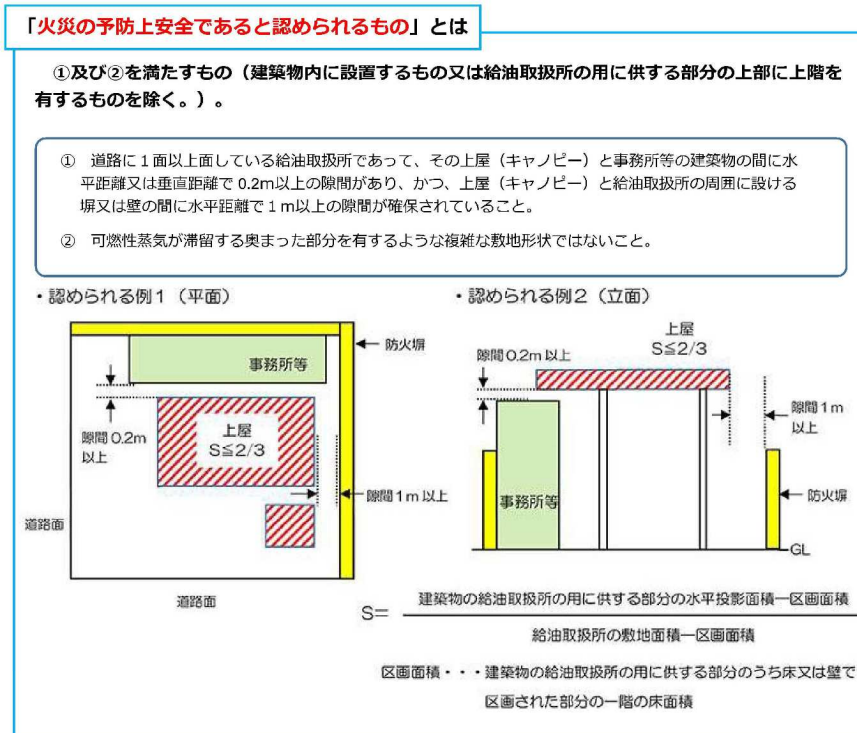 「火災の予防上安全であると認められるもの」とは
①及び②を満たすもの（建築物内に設置するもの又は給油取扱所の用に供する部分の上部に上階を
有するものを除く。）。
① 道路に１面以上面している給油取扱所であって、その上屋（キャノピー）と事務所等の建築物の間に水
平距離又は垂直距離で 0.2m以上の隙間があり、かつ、上屋（キャノピー）と給油取扱所の周囲に設ける
塀又は壁の間に水平距離で１ｍ以上の隙間が確保されていること。
② 可燃性蒸気が滞留する奥まった部分を有するような複雑な敷地形状ではないこと。
・認められる例１（平面）
事務所等
防火塀
隙間 0.2m
以上
上屋
S≦2/3
隙間１ｍ以上
道路面
道路面
・認められる例２（立面）
上屋
S≦2/3
隙間 0.2m 以上
隙間１ｍ
以上
事務所等
防火塀
GL
S＝
建築物の給油取扱所の用に供する部分の水平投影面積－区画面積
給油取扱所の敷地面積－区画面積
区画面積・・・建築物の給油取扱所の用に供する部分のうち床又は壁で
区画された部分の一階の床面積